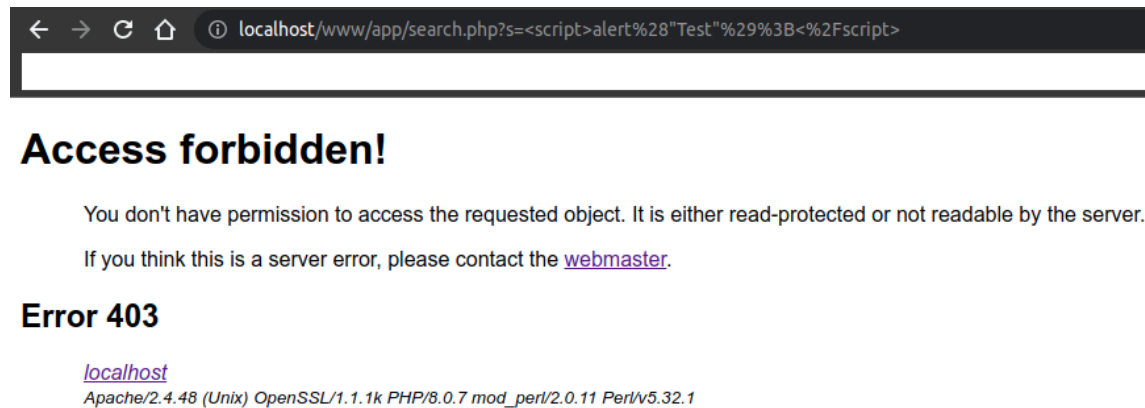 localhost/www/app/search.php?s=<script>alert%28"Test"%29%3B<%2Fscript>
Access forbidden!
You don't have permission to access the requested object. It is either read-protected or not readable by the server.
If you think this is a server error, please contact the webmaster.
Error 403
localhost
Apache/2.4.48 (Unix) OpenSSL/1.1.1k PHP/8.0.7 mod_perl/2.0.11 Perl/v5.32.1